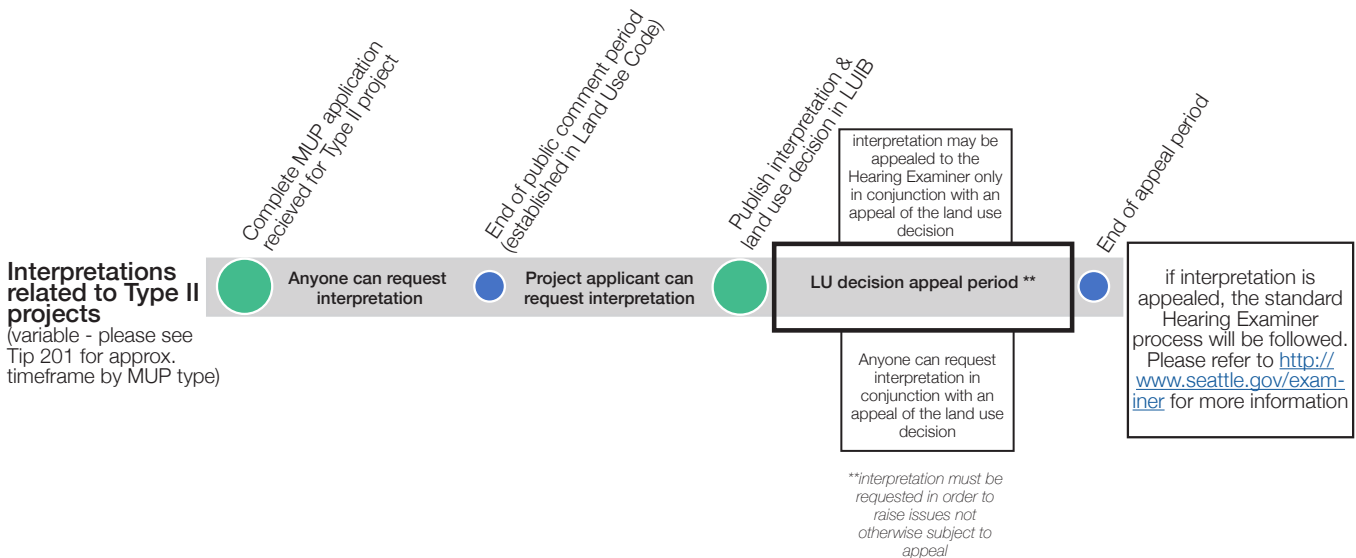 Complete MUP application
recieved for Type II project
End of public comment period
(established in Land Use Code)
Publish interpretation &
land use decision in LUIB
interpretation may be
appealed to the
Hearing Examiner only
in conjunction with an
appeal of the land use
decision
End of appeal period
Interpretations
related to Type II
projects
(variable - please see
Tip 201 for approx.
timeframe by MUP type)
Anyone can request
interpretation
Project applicant can
request interpretation
LU decision appeal period **
if interpretation is
appealed, the standard
Hearing Examiner
process will be followed.
Please refer to http://
www.seattle.gov/exam-
iner for more information
Anyone can request
interpretation in
conjunction with an
appeal of the land use
decision
**interpretation must be
requested in order to
raise issues not
otherwise subject to
appeal